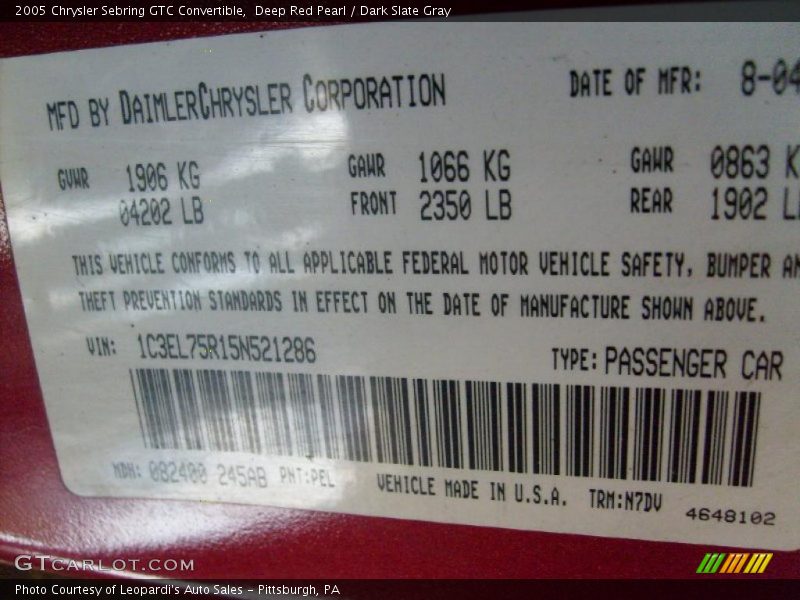 2005 Chrysler Sebring GTC Convertible, Deep Red Pearl / Dark Slate Gray
MFD BY DAIMLERCHRYSLER CORPORATION DATE OF MFR: 8-04
GVWR 1906 KG GAWR 1066 KG GAWR 0863 K
04202 LB FRONT 2350 LB REAR 1902 L
THIS VEHICLE CONFORMS TO ALL APPLICABLE FEDERAL MOTOR VEHICLE SAFETY, BUMPER AN
THEFT PREVENTION STANDARDS IN EFFECT ON THE DATE OF MANUFACTURE SHOWN ABOVE.
VIN: 1C3EL75R15N521286 TYPE: PASSENGER CAR
MDH: 082400 245AB PNT:PEL VEHICLE MADE IN U.S.A. TRM:N7DV 4648102
GTCARLOT.COM
Photo Courtesy of Leopardi's Auto Sales - Pittsburgh, PA